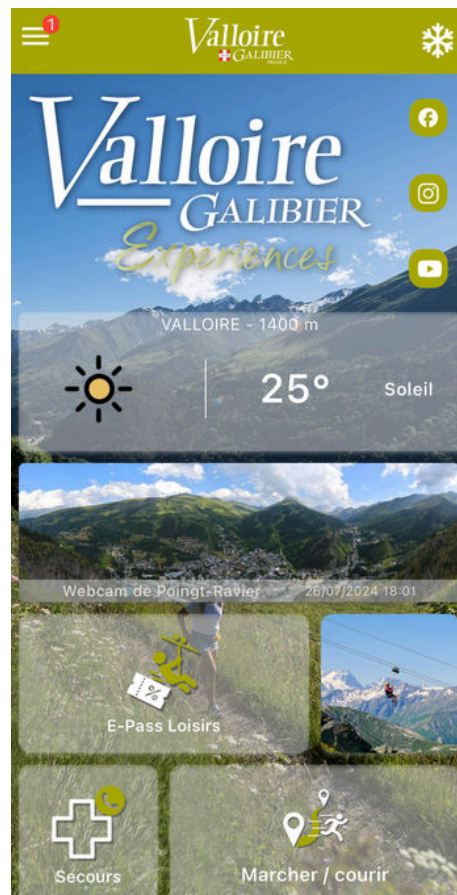 1
Valloire
GALIBIER
FRANCE
Valloire
GALIBIER
Experiences
VALLOIRE - 1400 m
25°
Soleil
Webcam de Poingt-Ravier
26/07/2024 18:01
%
E-Pass Loisirs
Secours
Marcher / courir